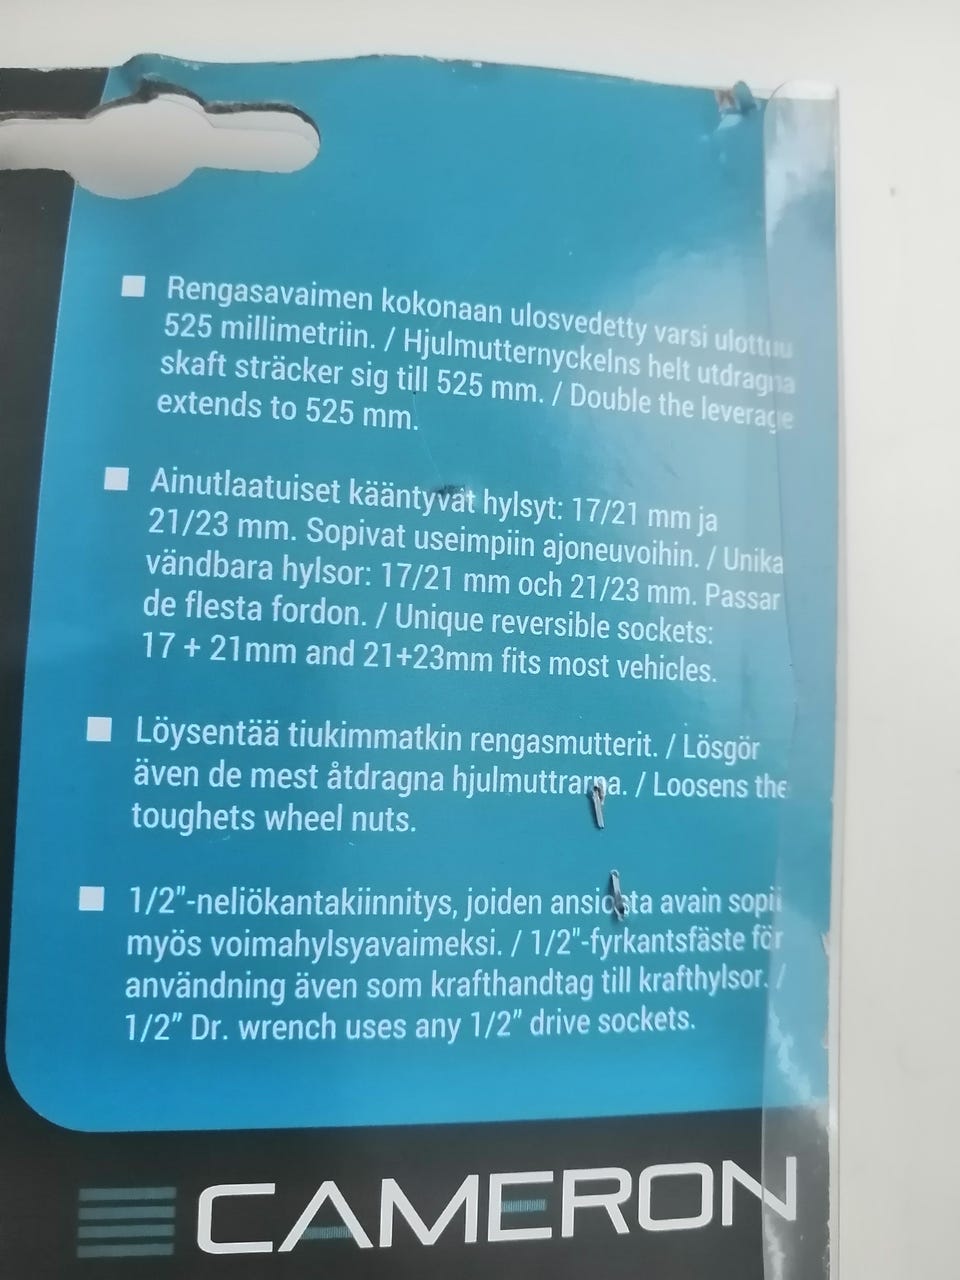 Rengasavaimen kokonaan ulosvedetty varsi ulottuu
525 millimetriin. / Hjulmutternyckelns helt utdragna
skaft sträcker sig till 525 mm. / Double the leverage
extends to 525 mm.
Ainutlaatuiset kääntyvät hylsyt: 17/21 mm ja
21/23 mm. Sopivat useimpiin ajoneuvoihin. / Unika
vändbara hylsor: 17/21 mm och 21/23 mm. Passar
de flesta fordon. / Unique reversible sockets:
17 + 21mm and 21+23mm fits most vehicles.
Löysentää tiukimmatkin rengasmutterit. / Lösgör
även de mest åtdragna hjulmuttrarna. / Loosens the
toughets wheel nuts.
1/2"-neliökantakiinnitys, joiden ansiosta avain sopii
myös voimahylsyavaimeksi. / 1/2"-fyrkantsfäste för
användning även som krafthandtag till krafthylsor. /
1/2” Dr. wrench uses any 1/2” drive sockets.
CAMERON